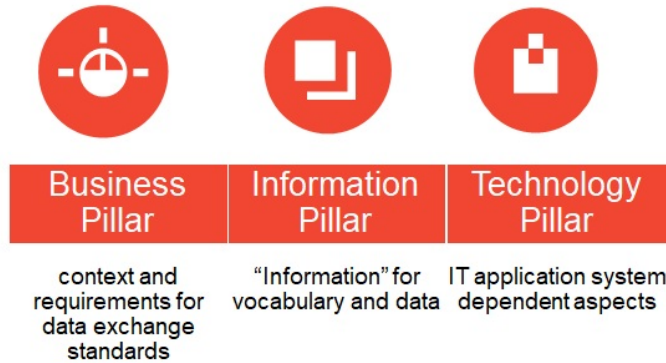 Business
Pillar
Information
Pillar
Technology
Pillar
context and
requirements for
data exchange
standards
“Information” for
vocabulary and data
IT application system
dependent aspects